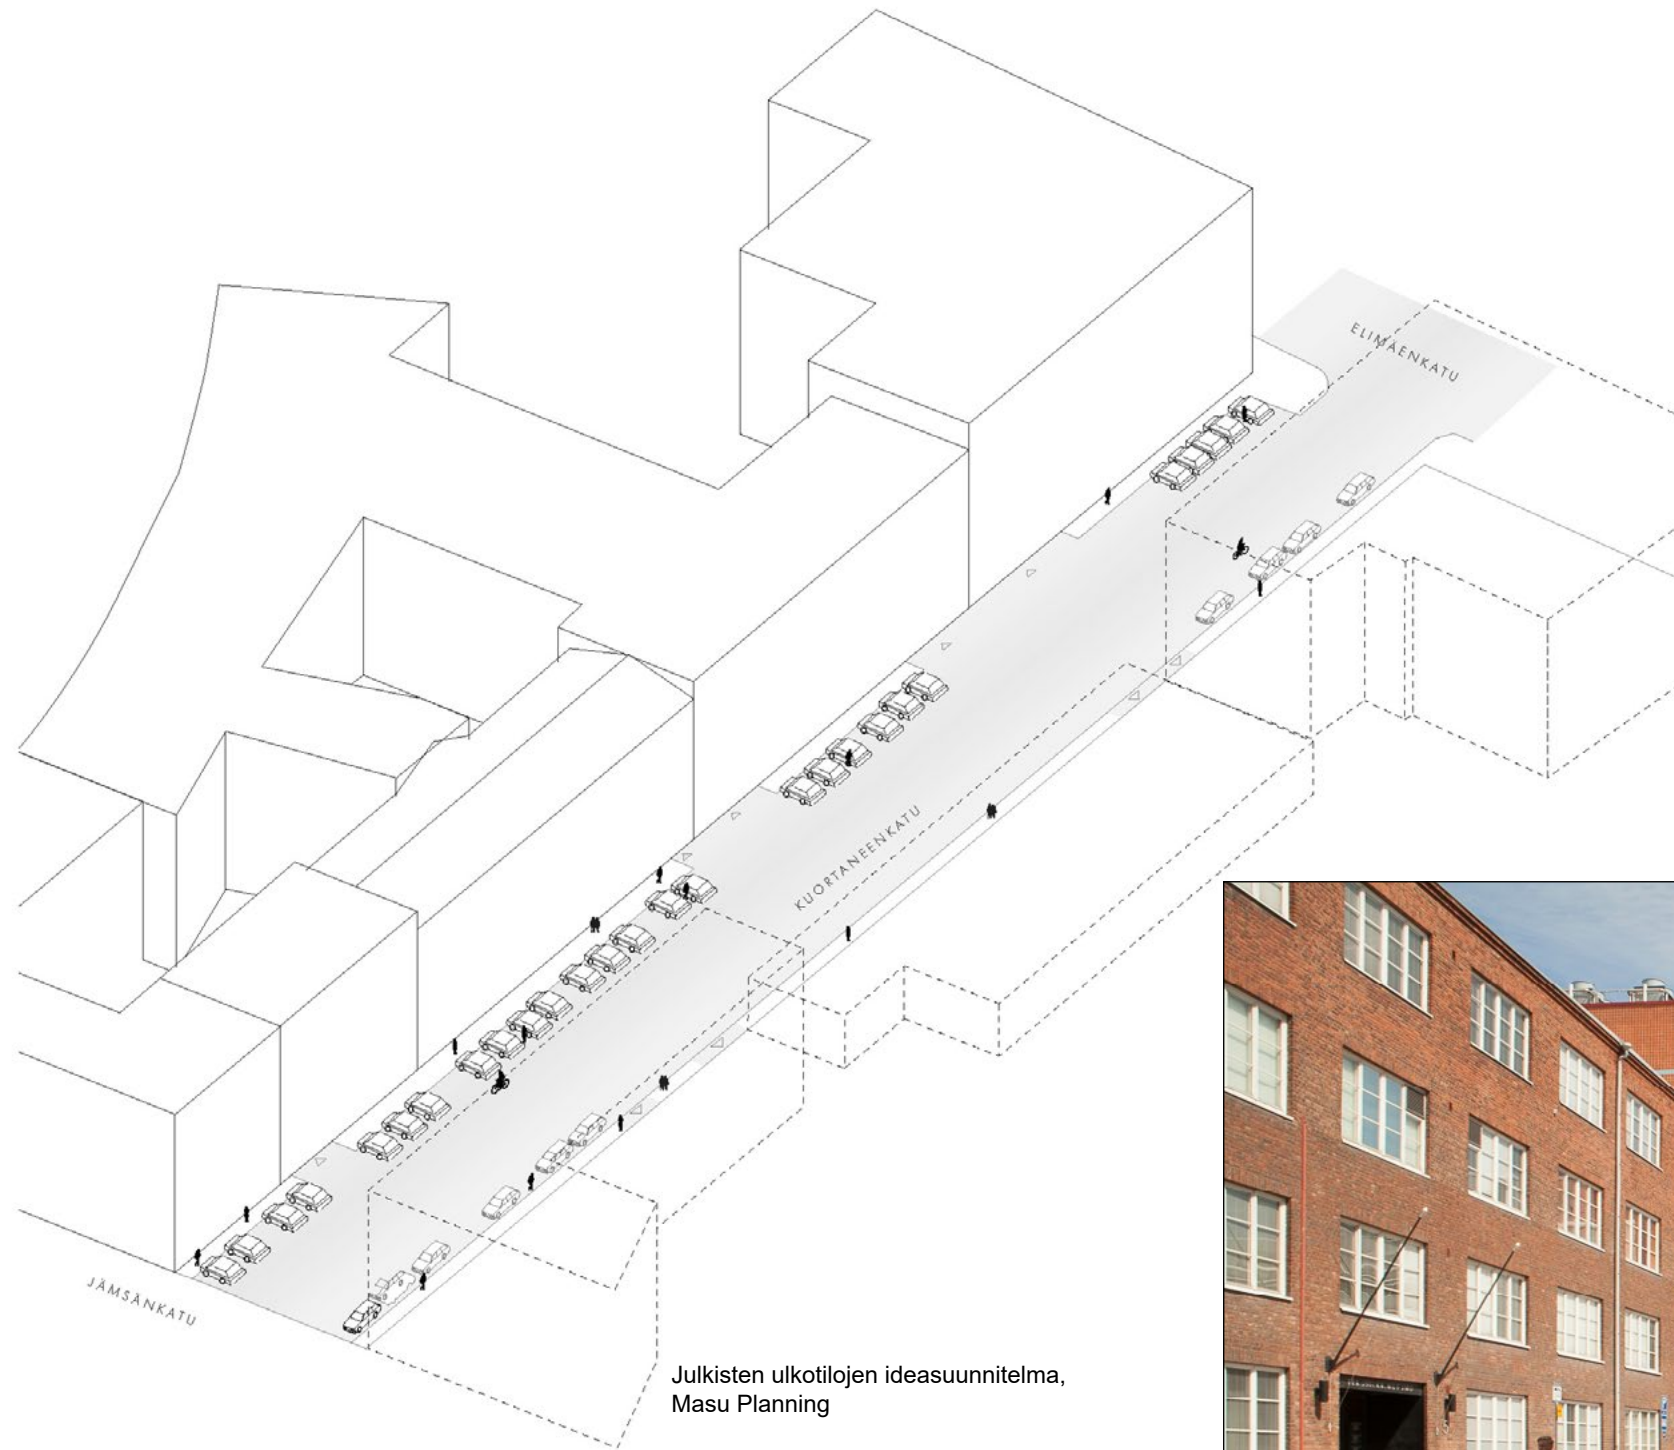 ELIMÄENKATU
KUORTANEENKATU
JÄMSÄNKATU
Julkisten ulkotilojen ideasuunnitelma,
Masu Planning